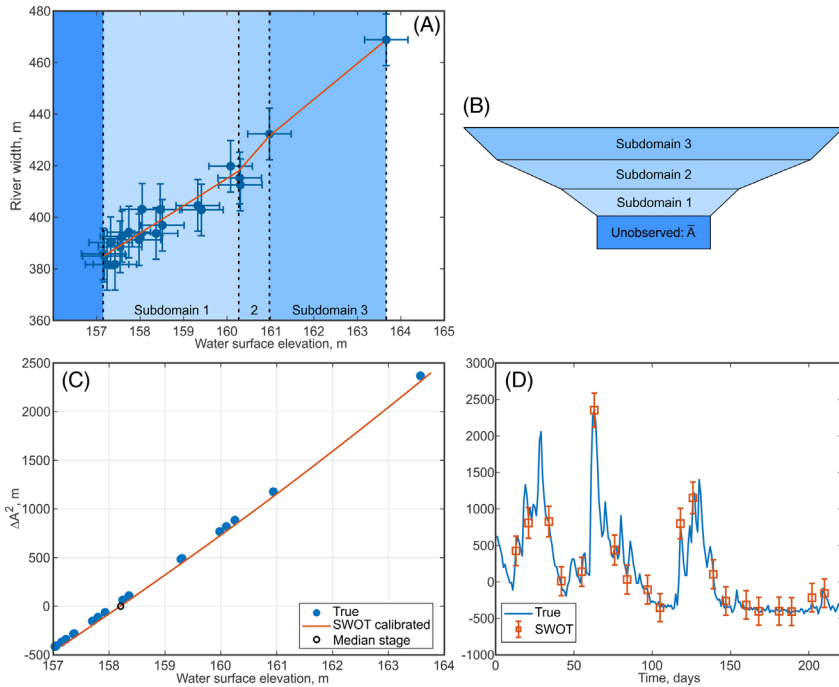 (A)
River width, m
480
460
440
420
400
380
360
Subdomain 1
2
Subdomain 3
157 158 159 160 161 162 163 164 165
Water surface elevation, m
(B)
Subdomain 3
Subdomain 2
Subdomain 1
Unobserved: A̅
(C)
ΔA², m
2500
2000
1500
1000
500
0
-500
True
SWOT calibrated
Median stage
157 158 159 160 161 162 163 164
Water surface elevation, m
(D)
3000
2500
2000
1500
1000
500
0
-500
-1000
True
SWOT
0 50 100 150 200
Time, days